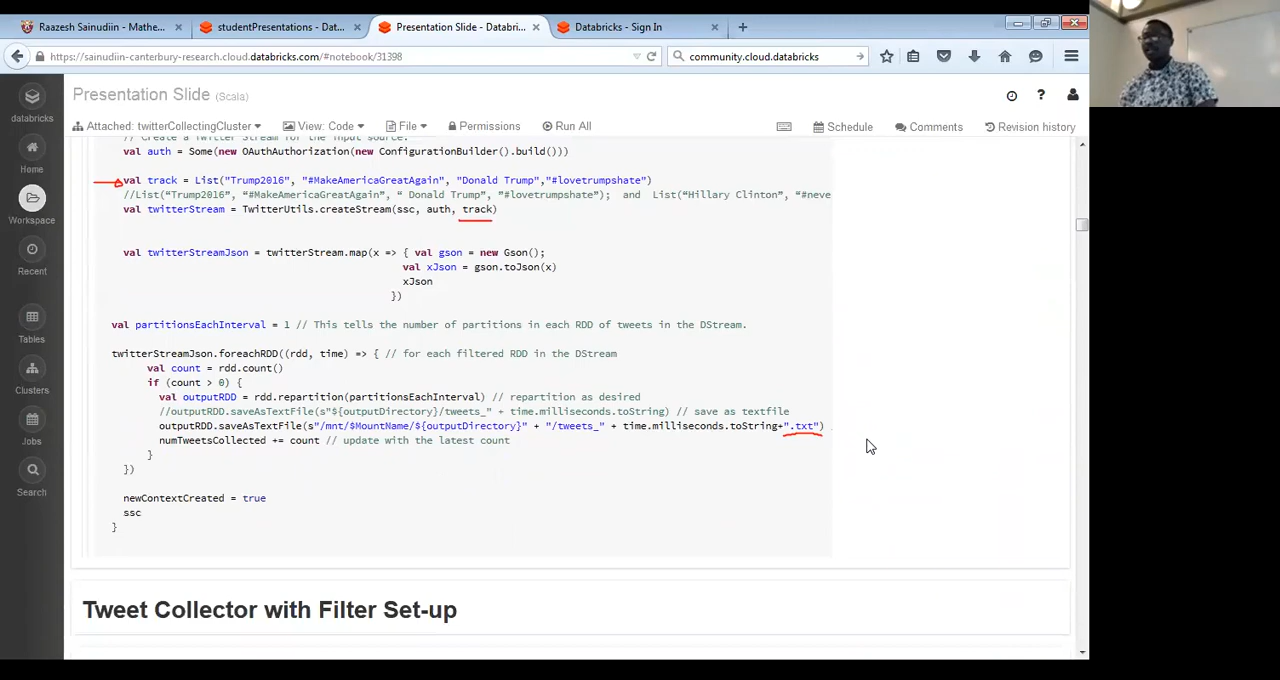 Raazesh Sainudiin - Mathe...
studentPresentations - Dat...
Presentation Slide - Databri...
Databricks - Sign In
https://sainudiin-canterbury-research.cloud.databricks.com/#notebook/31398
community.cloud.databricks
Presentation Slide (Scala)
databricks
Home
Workspace
Recent
Tables
Clusters
Jobs
Search
Attached: twitterCollectingCluster
View: Code
File
Permissions
Run All
Schedule
Comments
Revision history
// Create a Twitter Stream for the input source.
val auth = Some(new OAuthAuthorization(new ConfigurationBuilder().build()))
val track = List("Trump2016", "#MakeAmericaGreatAgain", "Donald Trump","#lovetrumpshate")
//List("Trump2016", "#MakeAmericaGreatAgain", " Donald Trump", "#lovetrumpshate"); and List("Hillary Clinton", "#neve
val twitterStream = TwitterUtils.createStream(ssc, auth, track)
val twitterStreamJson = twitterStream.map(x => { val gson = new Gson();
val xJson = gson.toJson(x)
xJson
})
val partitionsEachInterval = 1 // This tells the number of partitions in each RDD of tweets in the DStream.
twitterStreamJson.foreachRDD((rdd, time) => { // for each filtered RDD in the DStream
val count = rdd.count()
if (count > 0) {
val outputRDD = rdd.repartition(partitionsEachInterval) // repartition as desired
//outputRDD.saveAsTextFile(s"${outputDirectory}/tweets_" + time.milliseconds.toString) // save as textfile
outputRDD.saveAsTextFile(s"/mnt/$MountName/${outputDirectory}" + "/tweets_" + time.milliseconds.toString+".txt")
numTweetsCollected += count // update with the latest count
}
})
newContextCreated = true
ssc
}
Tweet Collector with Filter Set-up